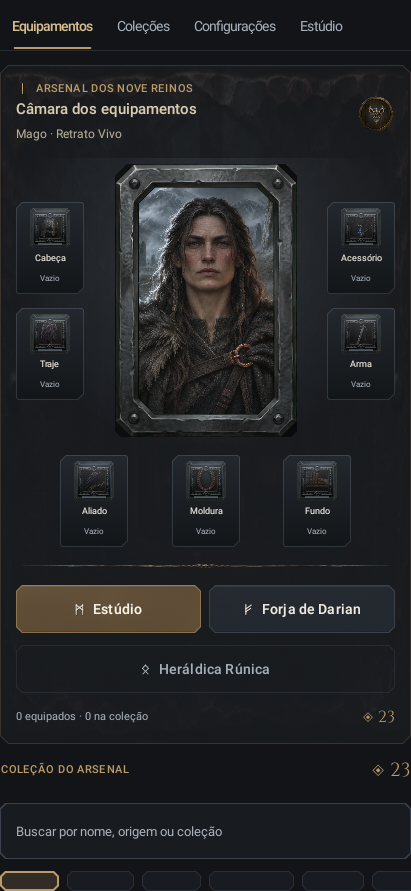 Equipamentos Coleções Configurações Estúdio
ARSENAL DOS NOVE REINOS
Câmara dos equipamentos
Mago · Retrato Vivo
Cabeça
Vazio
Acessório
Vazio
Traje
Vazio
Arma
Vazio
Aliado
Vazio
Moldura
Vazio
Fundo
Vazio
ᛗ Estúdio
ᚠ Forja de Darian
ᛟ Heráldica Rúnica
0 equipados · 0 na coleção
23
COLEÇÃO DO ARSENAL
23
Buscar por nome, origem ou coleção